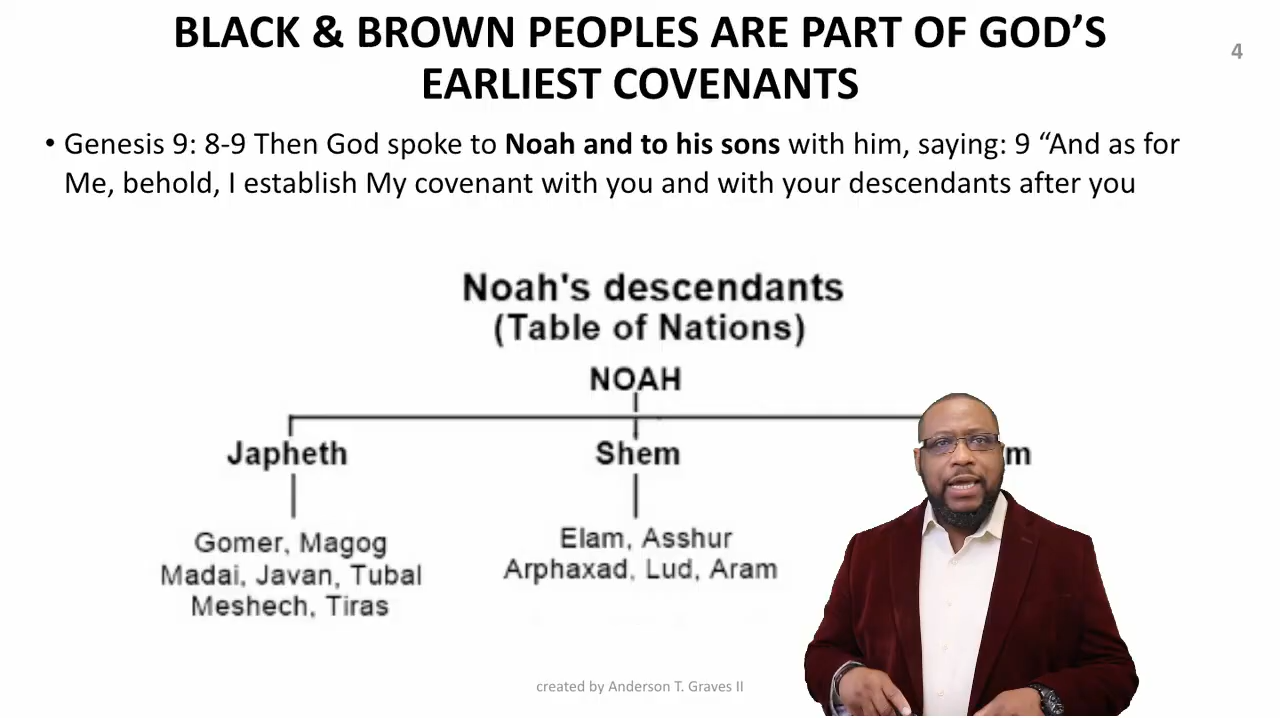 BLACK & BROWN PEOPLES ARE PART OF GOD’S
EARLIEST COVENANTS
4
• Genesis 9: 8-9 Then God spoke to Noah and to his sons with him, saying: 9 “And as for
Me, behold, I establish My covenant with you and with your descendants after you
Noah's descendants
(Table of Nations)
NOAH
Japheth Shem m
Gomer, Magog
Madai, Javan, Tubal
Meshech, Tiras
Elam, Asshur
Arphaxad, Lud, Aram
created by Anderson T. Graves II